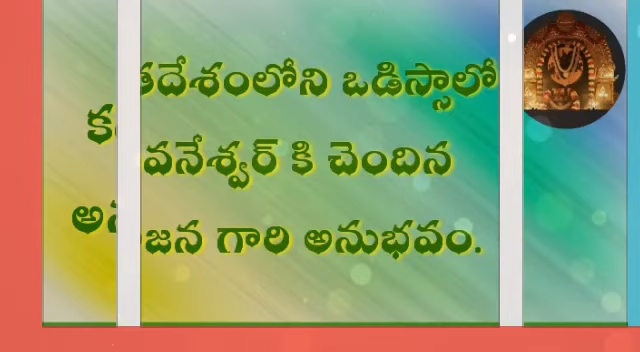 తదేశంలోని ఒడిస్సాలో
వనేశ్వర్ కి చెందిన
జన గారి అనుభవం.